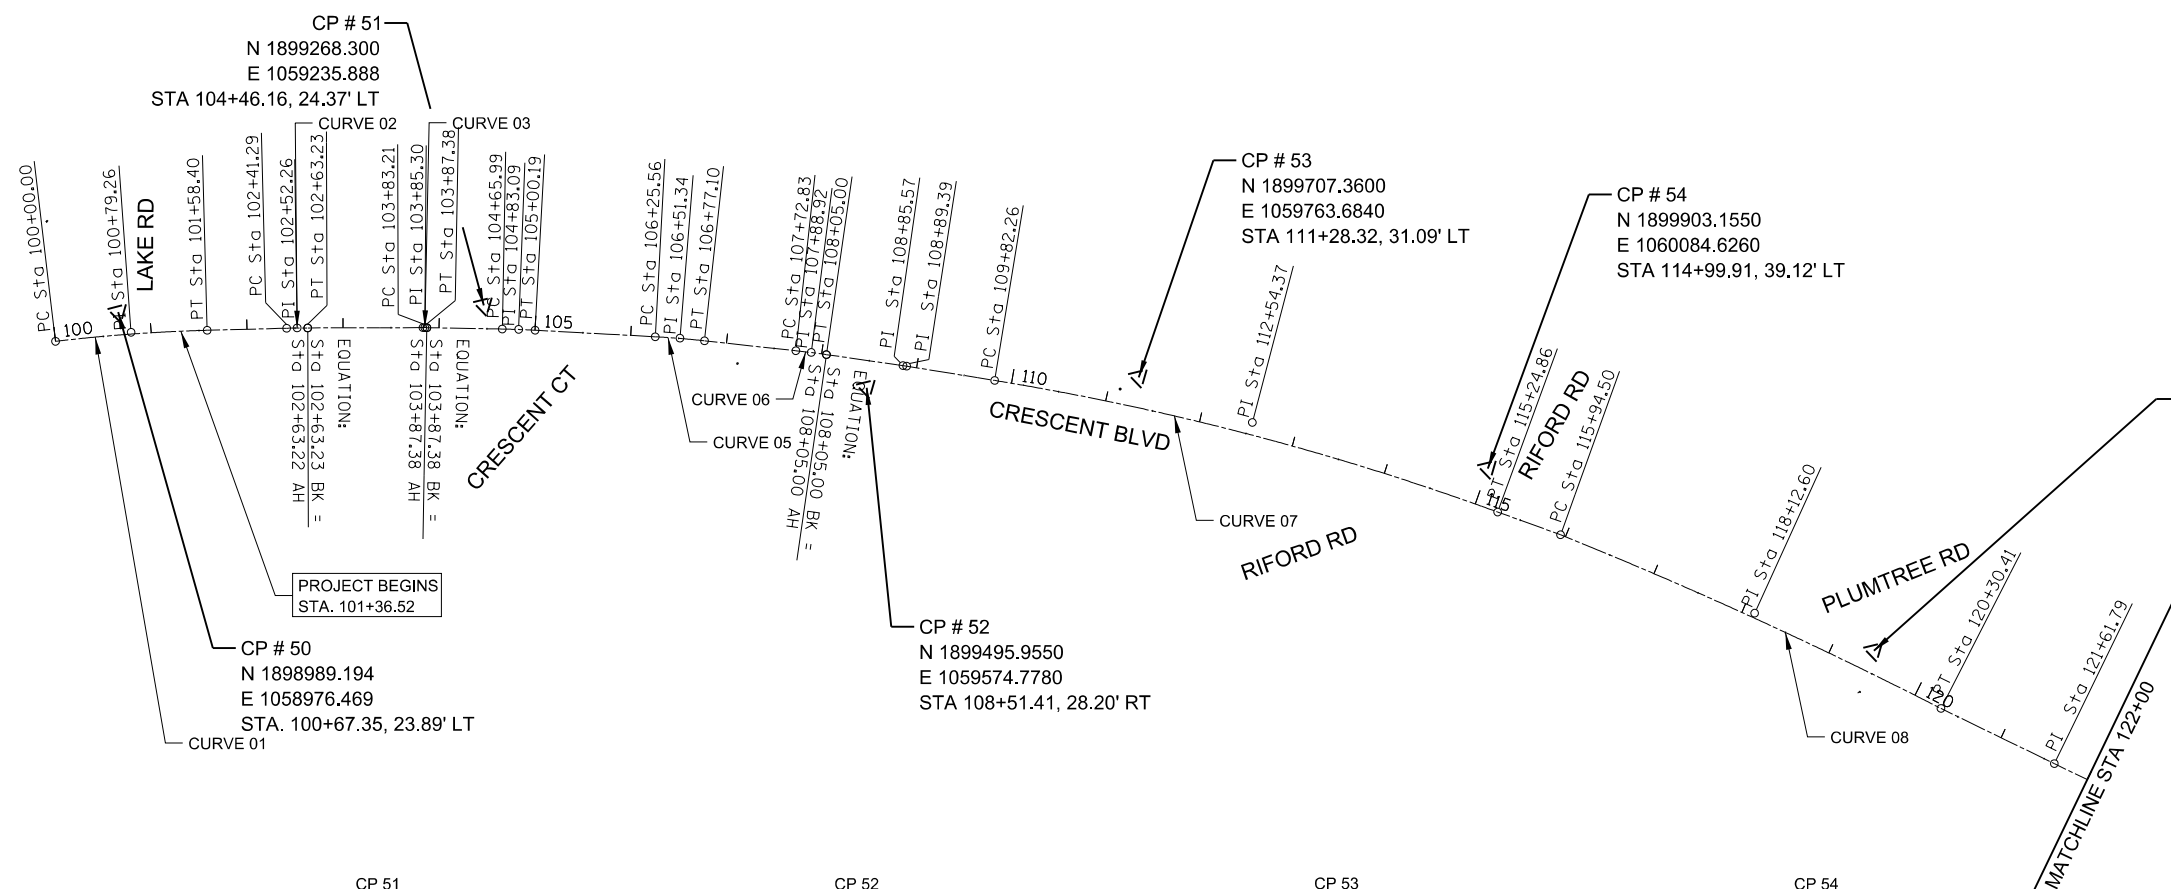 CP # 51
N 1899268.300
E 1059235.888
STA 104+46.16, 24.37' LT
CURVE 02
CURVE 03
PC Sta 100+00.00
Sta 100+79.26
LAKE RD
PT Sta 101+58.40
PC Sta 102+41.29
PI Sta 102+52.26
PT Sta 102+63.23
PC Sta 103+83.21
PI Sta 103+85.30
PT Sta 103+87.38
PC Sta 104+65.99
PI Sta 104+83.09
PT Sta 105+00.19
PC Sta 106+25.56
PI Sta 106+51.34
PT Sta 106+77.10
PC Sta 107+72.83
PI Sta 107+88.92
PT Sta 108+05.00
PI Sta 108+85.57
PI Sta 108+89.39
PC Sta 109+82.26
CP # 53
N 1899707.3600
E 1059763.6840
STA 111+28.32, 31.09' LT
PI Sta 112+54.37
CP # 54
N 1899903.1550
E 1060084.6260
STA 114+99.91, 39.12' LT
PT Sta 115+24.86
RIFORD RD
PC Sta 115+94.50
PI Sta 118+12.60
PLUMTREE RD
PT Sta 120+30.41
PI Sta 121+61.79
MATCHLINE STA 122+00
100
105
110
115
120
EQUATION:
Sta 102+63.23 BK =
Sta 102+63.22 AH
EQUATION:
Sta 103+87.38 BK =
Sta 103+87.38 AH
CRESCENT CT
CURVE 06
CURVE 05
EQUATION:
Sta 108+05.00 BK =
Sta 108+05.00 AH
CRESCENT BLVD
CURVE 07
RIFORD RD
PROJECT BEGINS
STA. 101+36.52
CP # 50
N 1898989.194
E 1058976.469
STA. 100+67.35, 23.89' LT
CURVE 01
CP # 52
N 1899495.9550
E 1059574.7780
STA 108+51.41, 28.20' RT
CURVE 08
CP 51
CP 52
CP 53
CP 54